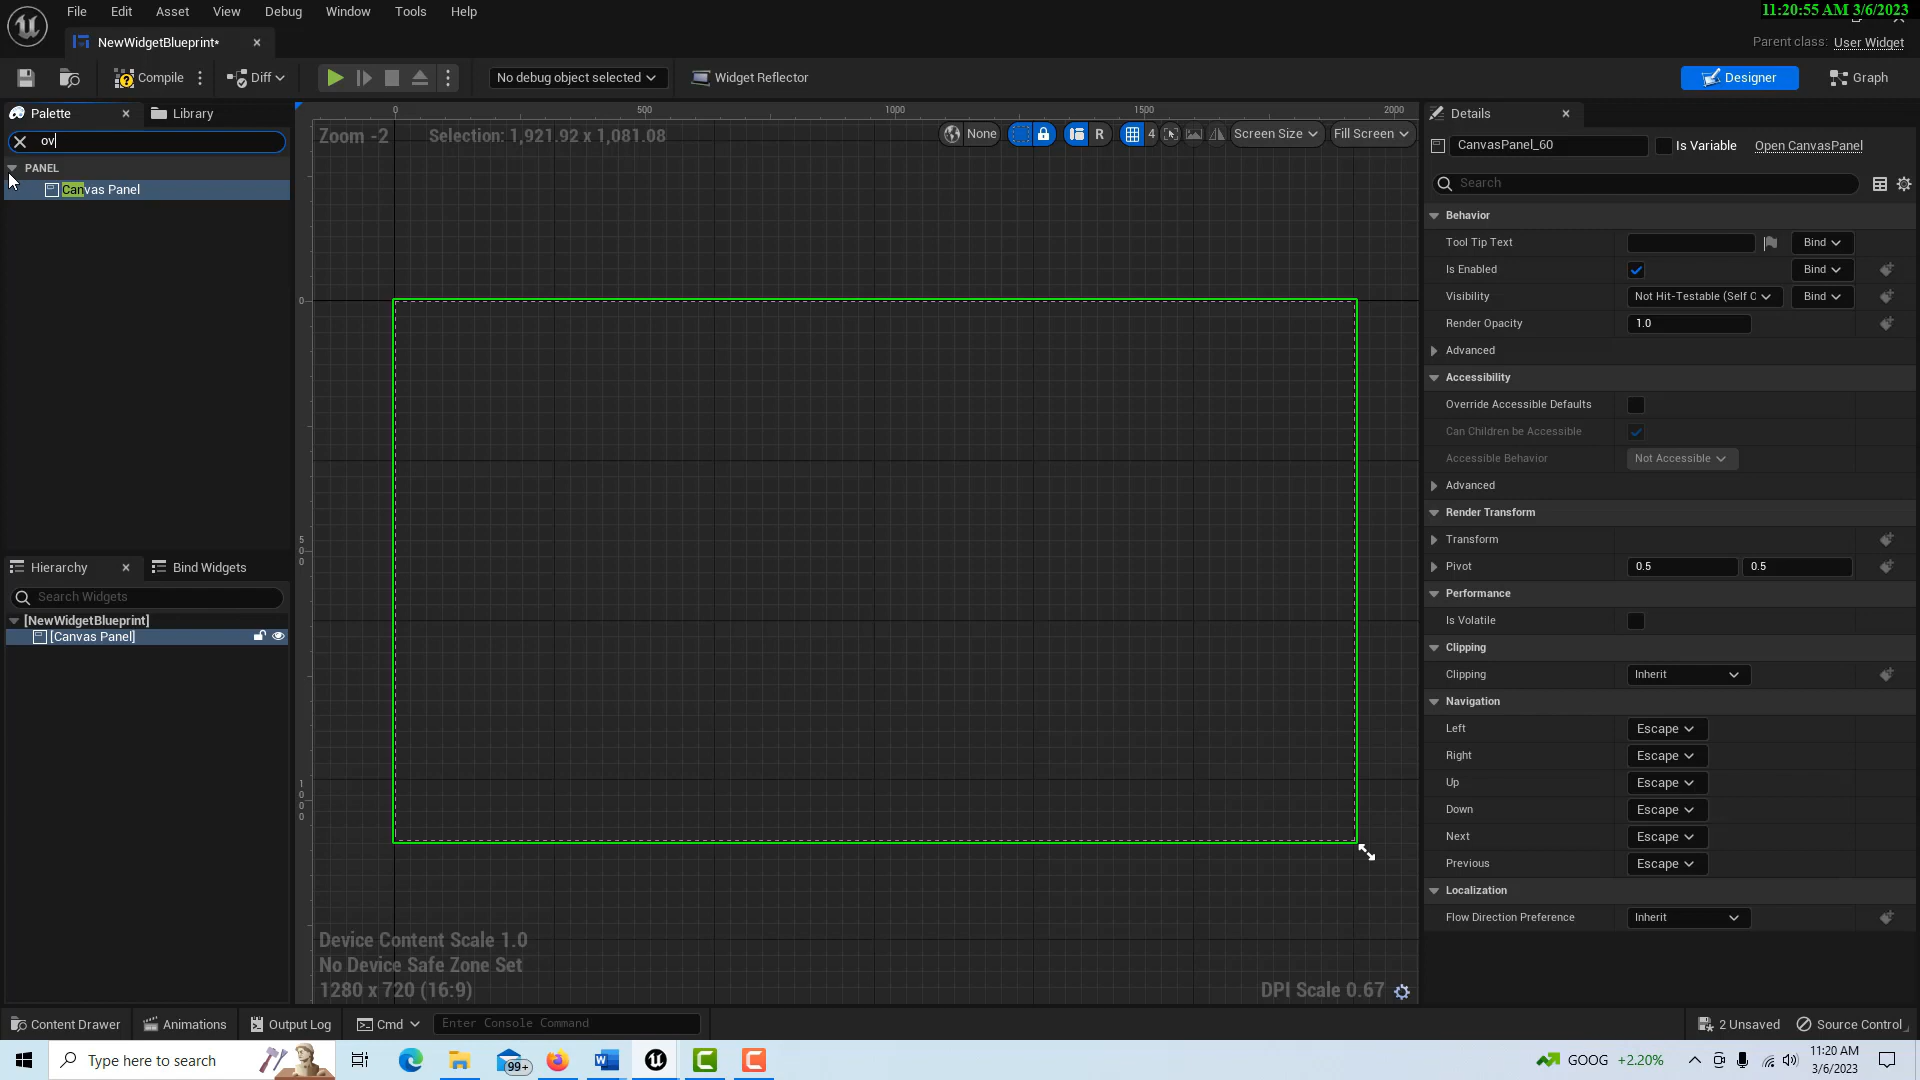 11:20:55 AM 3/6/2023
File Edit Asset View Debug Window Tools Help
NewWidgetBlueprint*
Parent class: User Widget
Compile Diff No debug object selected Widget Reflector Designer Graph
Palette Library
ov
PANEL
Canvas Panel
Hierarchy Bind Widgets
Search Widgets
[NewWidgetBlueprint]
[Canvas Panel]
0 500 1000 1500 2000
Zoom -2 Selection: 1,921.92 x 1,081.08 None R 4 Screen Size Fill Screen
0
5
0
0
1
0
0
0
Device Content Scale 1.0
No Device Safe Zone Set
1280 x 720 (16:9)
DPI Scale 0.67
Details
CanvasPanel_60 Is Variable Open CanvasPanel
Search
Behavior
Tool Tip Text Bind
Is Enabled Bind
Visibility Not Hit-Testable (Self C Bind
Render Opacity 1.0
Advanced
Accessibility
Override Accessible Defaults
Can Children be Accessible
Accessible Behavior Not Accessible
Advanced
Render Transform
Transform
Pivot 0.5 0.5
Performance
Is Volatile
Clipping
Clipping Inherit
Navigation
Left Escape
Right Escape
Up Escape
Down Escape
Next Escape
Previous Escape
Localization
Flow Direction Preference Inherit
Content Drawer Animations Output Log Cmd Enter Console Command 2 Unsaved Source Control
Type here to search 99+ GOOG +2.20% 11:20 AM
3/6/2023